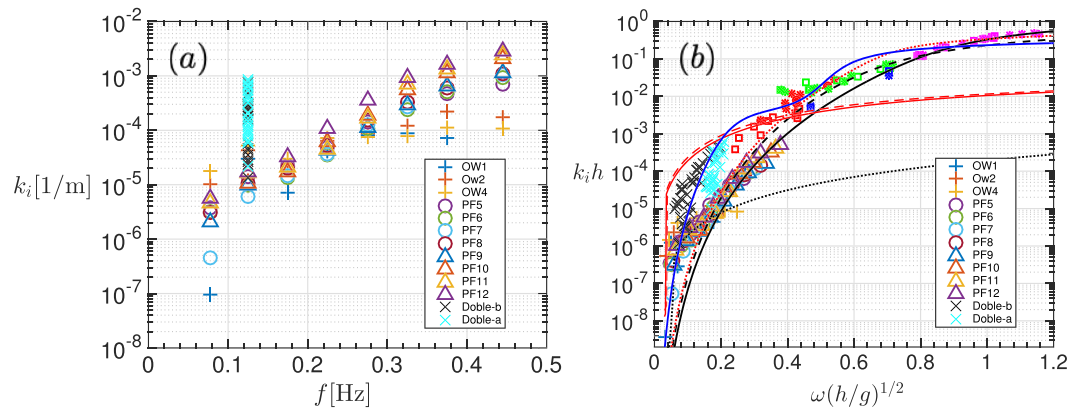 (a)
10^-2
10^-3
10^-4
10^-5
10^-6
10^-7
10^-8
k_i[1/m]
0 0.1 0.2 0.3 0.4 0.5
f[Hz]
OW1
Ow2
OW4
PF5
PF6
PF7
PF8
PF9
PF10
PF11
PF12
Doble-b
Doble-a
(b)
10^0
10^-1
10^-2
10^-3
10^-4
10^-5
10^-6
10^-7
10^-8
k_i h
0 0.2 0.4 0.6 0.8 1 1.2
ω(h/g)^1/2
OW1
Ow2
OW4
PF5
PF6
PF7
PF8
PF9
PF10
PF11
PF12
Doble-b
Doble-a